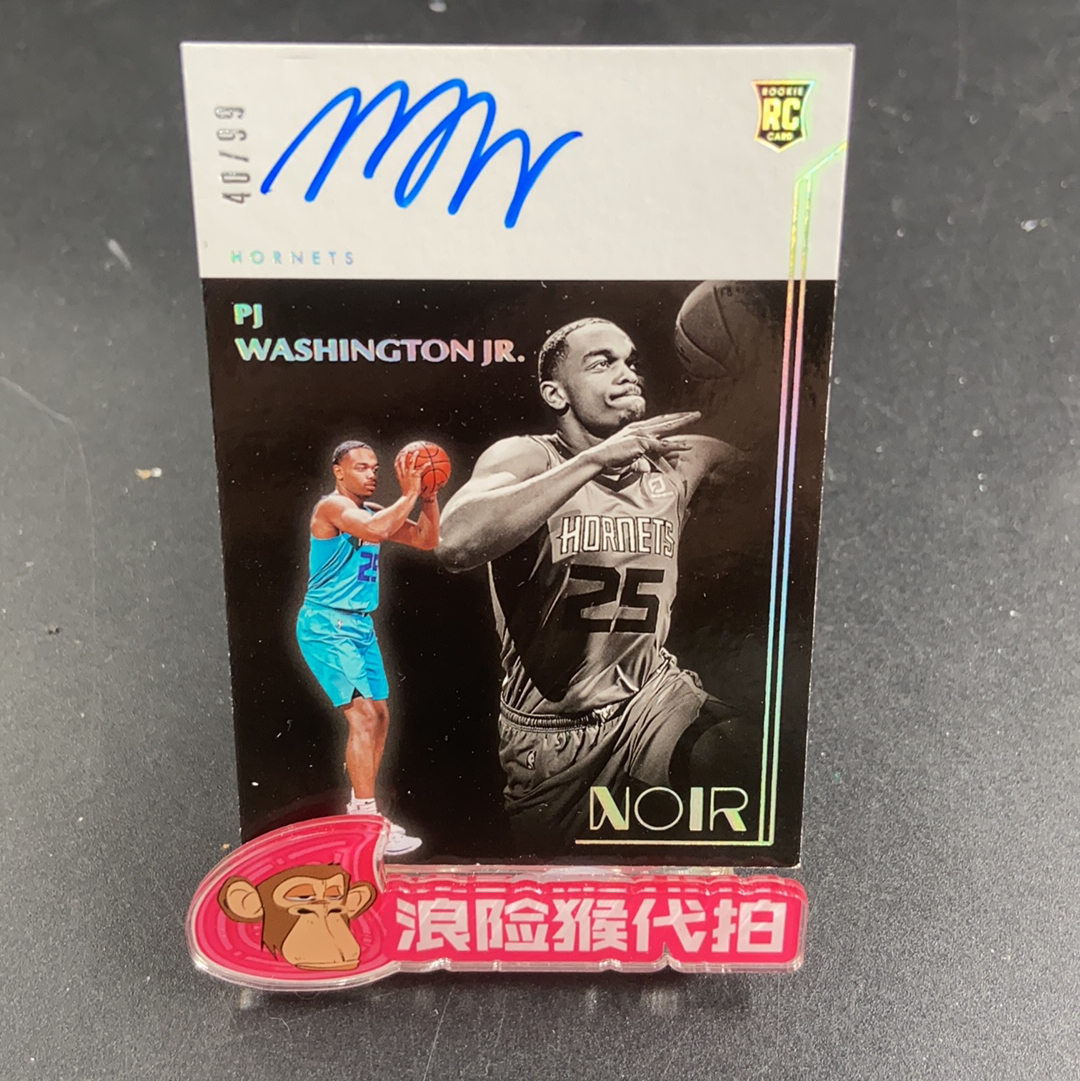 40/99
ROOKIE
RC
CARD
HORNETS
PJ
WASHINGTON JR.
HORNETS
25
25
NOIR
浪险猴代拍